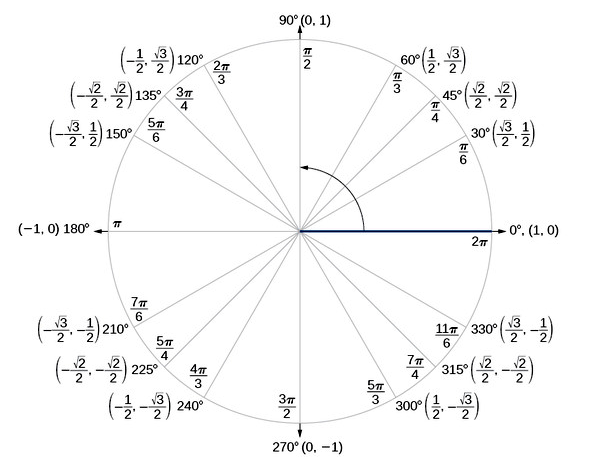 90° (0, 1)
π/2
120° (-1/2, √3/2)
2π/3
60° (1/2, √3/2)
π/3
135° (-√2/2, √2/2)
3π/4
45° (√2/2, √2/2)
π/4
150° (-√3/2, 1/2)
5π/6
30° (√3/2, 1/2)
π/6
(-1, 0) 180°
π
0°, (1, 0)
2π
(-√3/2, -1/2) 210°
7π/6
330° (√3/2, -1/2)
11π/6
(-√2/2, -√2/2) 225°
5π/4
315° (√2/2, -√2/2)
7π/4
(-1/2, -√3/2) 240°
4π/3
300° (1/2, -√3/2)
5π/3
3π/2
270° (0, -1)